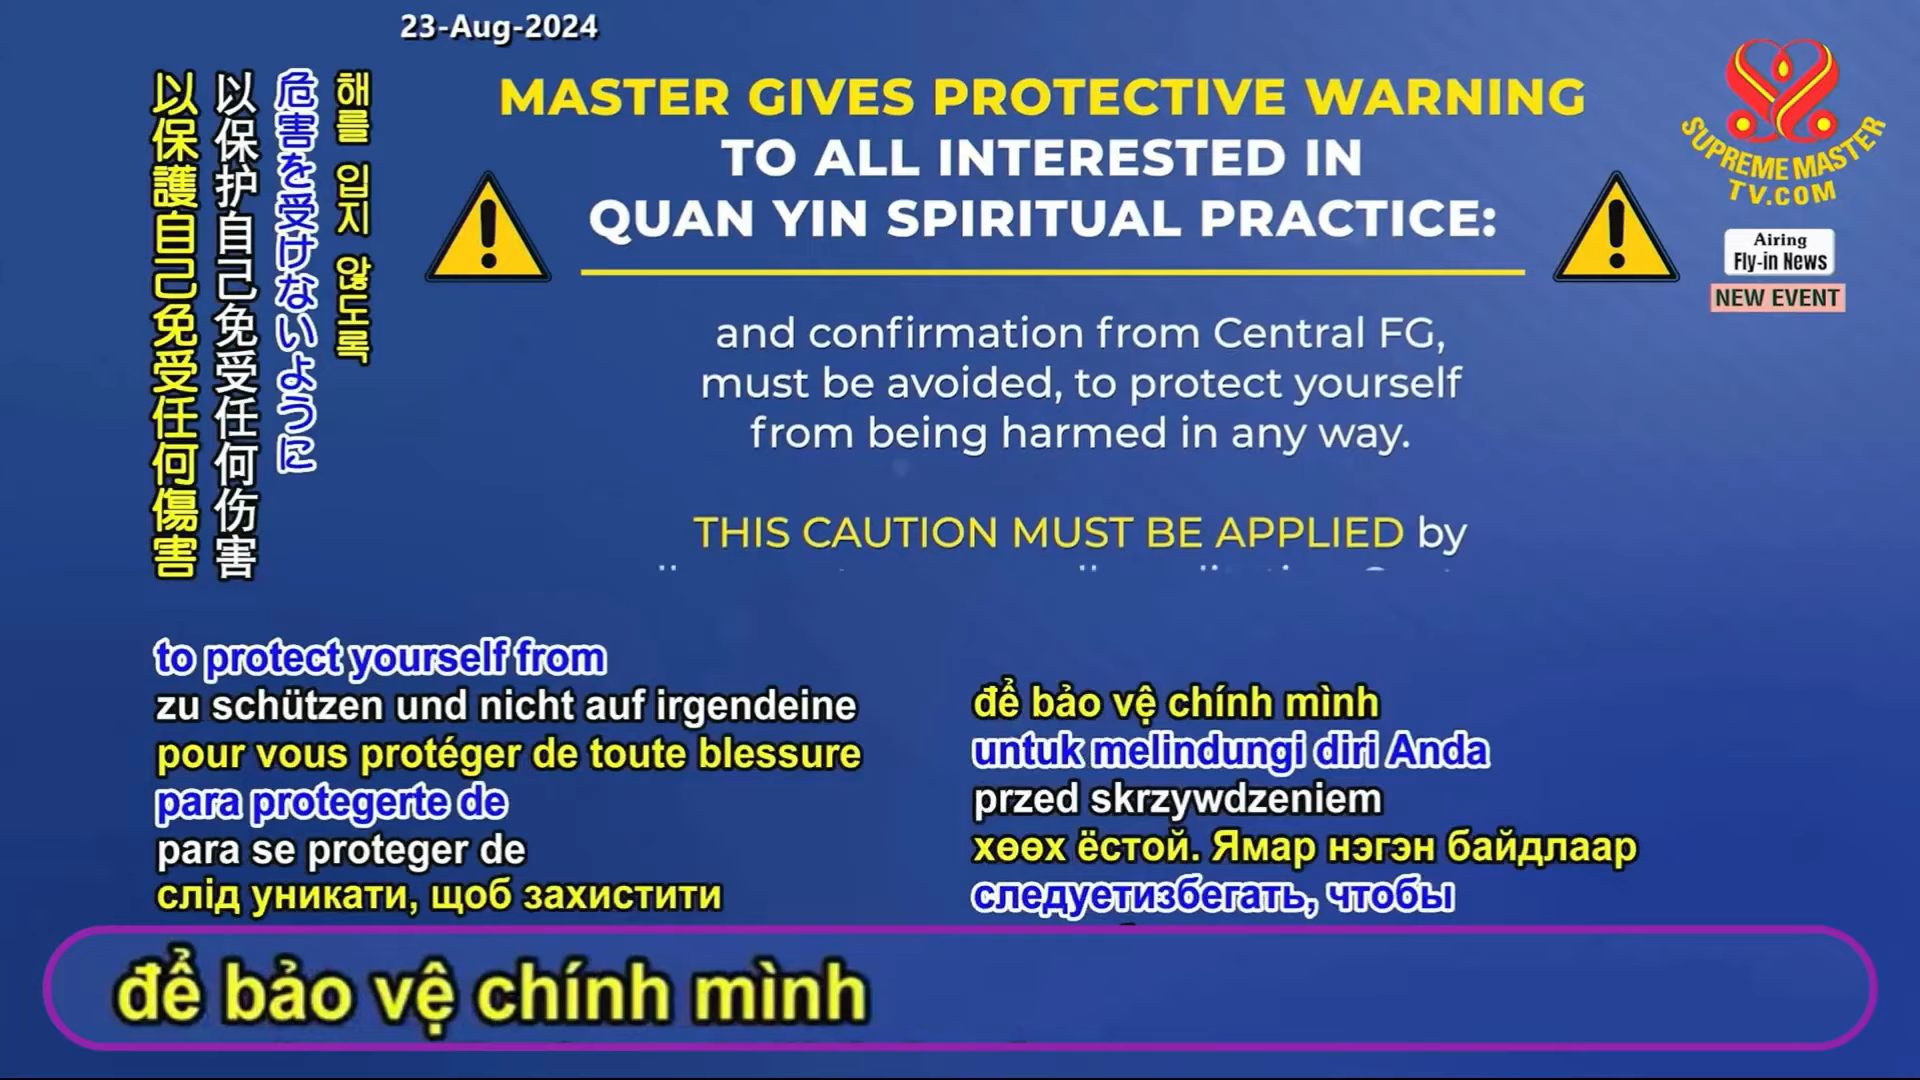 23-Aug-2024
MASTER GIVES PROTECTIVE WARNING
TO ALL INTERESTED IN
QUAN YIN SPIRITUAL PRACTICE:
SUPREME MASTER
TV.COM
Airing
Fly-in News
NEW EVENT
以保護自己免受任何傷害
以保护自己免受任何伤害
危害を受けないように
해를 입지 않도록
and confirmation from Central FG,
must be avoided, to protect yourself
from being harmed in any way.
THIS CAUTION MUST BE APPLIED by
to protect yourself from
zu schützen und nicht auf irgendeine
pour vous protéger de toute blessure
para protegerte de
para se proteger de
слід уникати, щоб захистити
để bảo vệ chính mình
untuk melindungi diri Anda
przed skrzywdzeniem
хөөх ёстой. Ямар нэгэн байдлаар
следуетизбегать, чтобы
để bảo vệ chính mình